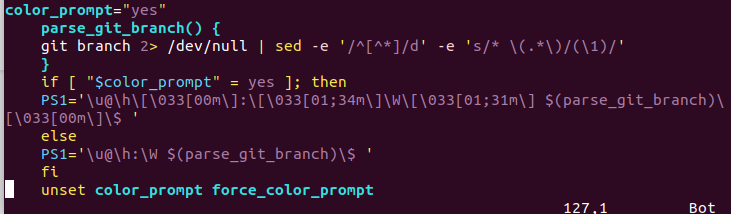 color_prompt="yes"
    parse_git_branch() {
    git branch 2> /dev/null | sed -e '/^[^*]/d' -e 's/* \(.*\)/(\1)/'
    }
    if [ "$color_prompt" = yes ]; then
    PS1='\u@\h\[\033[00m\]:\[\033[01;34m\]\W\[\033[01;31m\] $(parse_git_branch)\
[\033[00m\]\$ '
    else
    PS1='\u@\h:\W $(parse_git_branch)\$ '
    fi
    unset color_prompt force_color_prompt
127,1 Bot